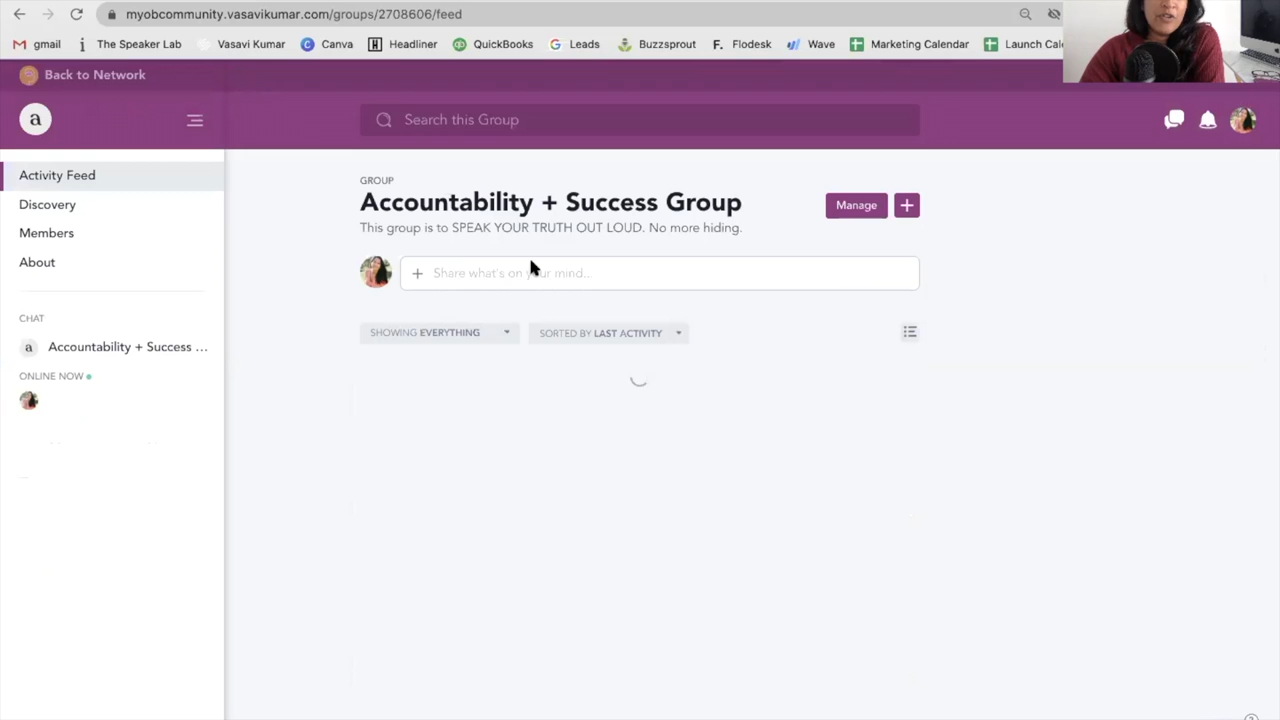 myobcommunity.vasavikumar.com/groups/2708606/feed
gmail The Speaker Lab Vasavi Kumar Canva Headliner QuickBooks Leads Buzzsprout F. Flodesk Wave Marketing Calendar Launch Cal
Back to Network
a
Search this Group
Activity Feed
Discovery
Members
About
CHAT
a Accountability + Success ...
ONLINE NOW
GROUP
Accountability + Success Group
Manage +
This group is to SPEAK YOUR TRUTH OUT LOUD. No more hiding.
+ Share what's on your mind...
SHOWING EVERYTHING SORTED BY LAST ACTIVITY